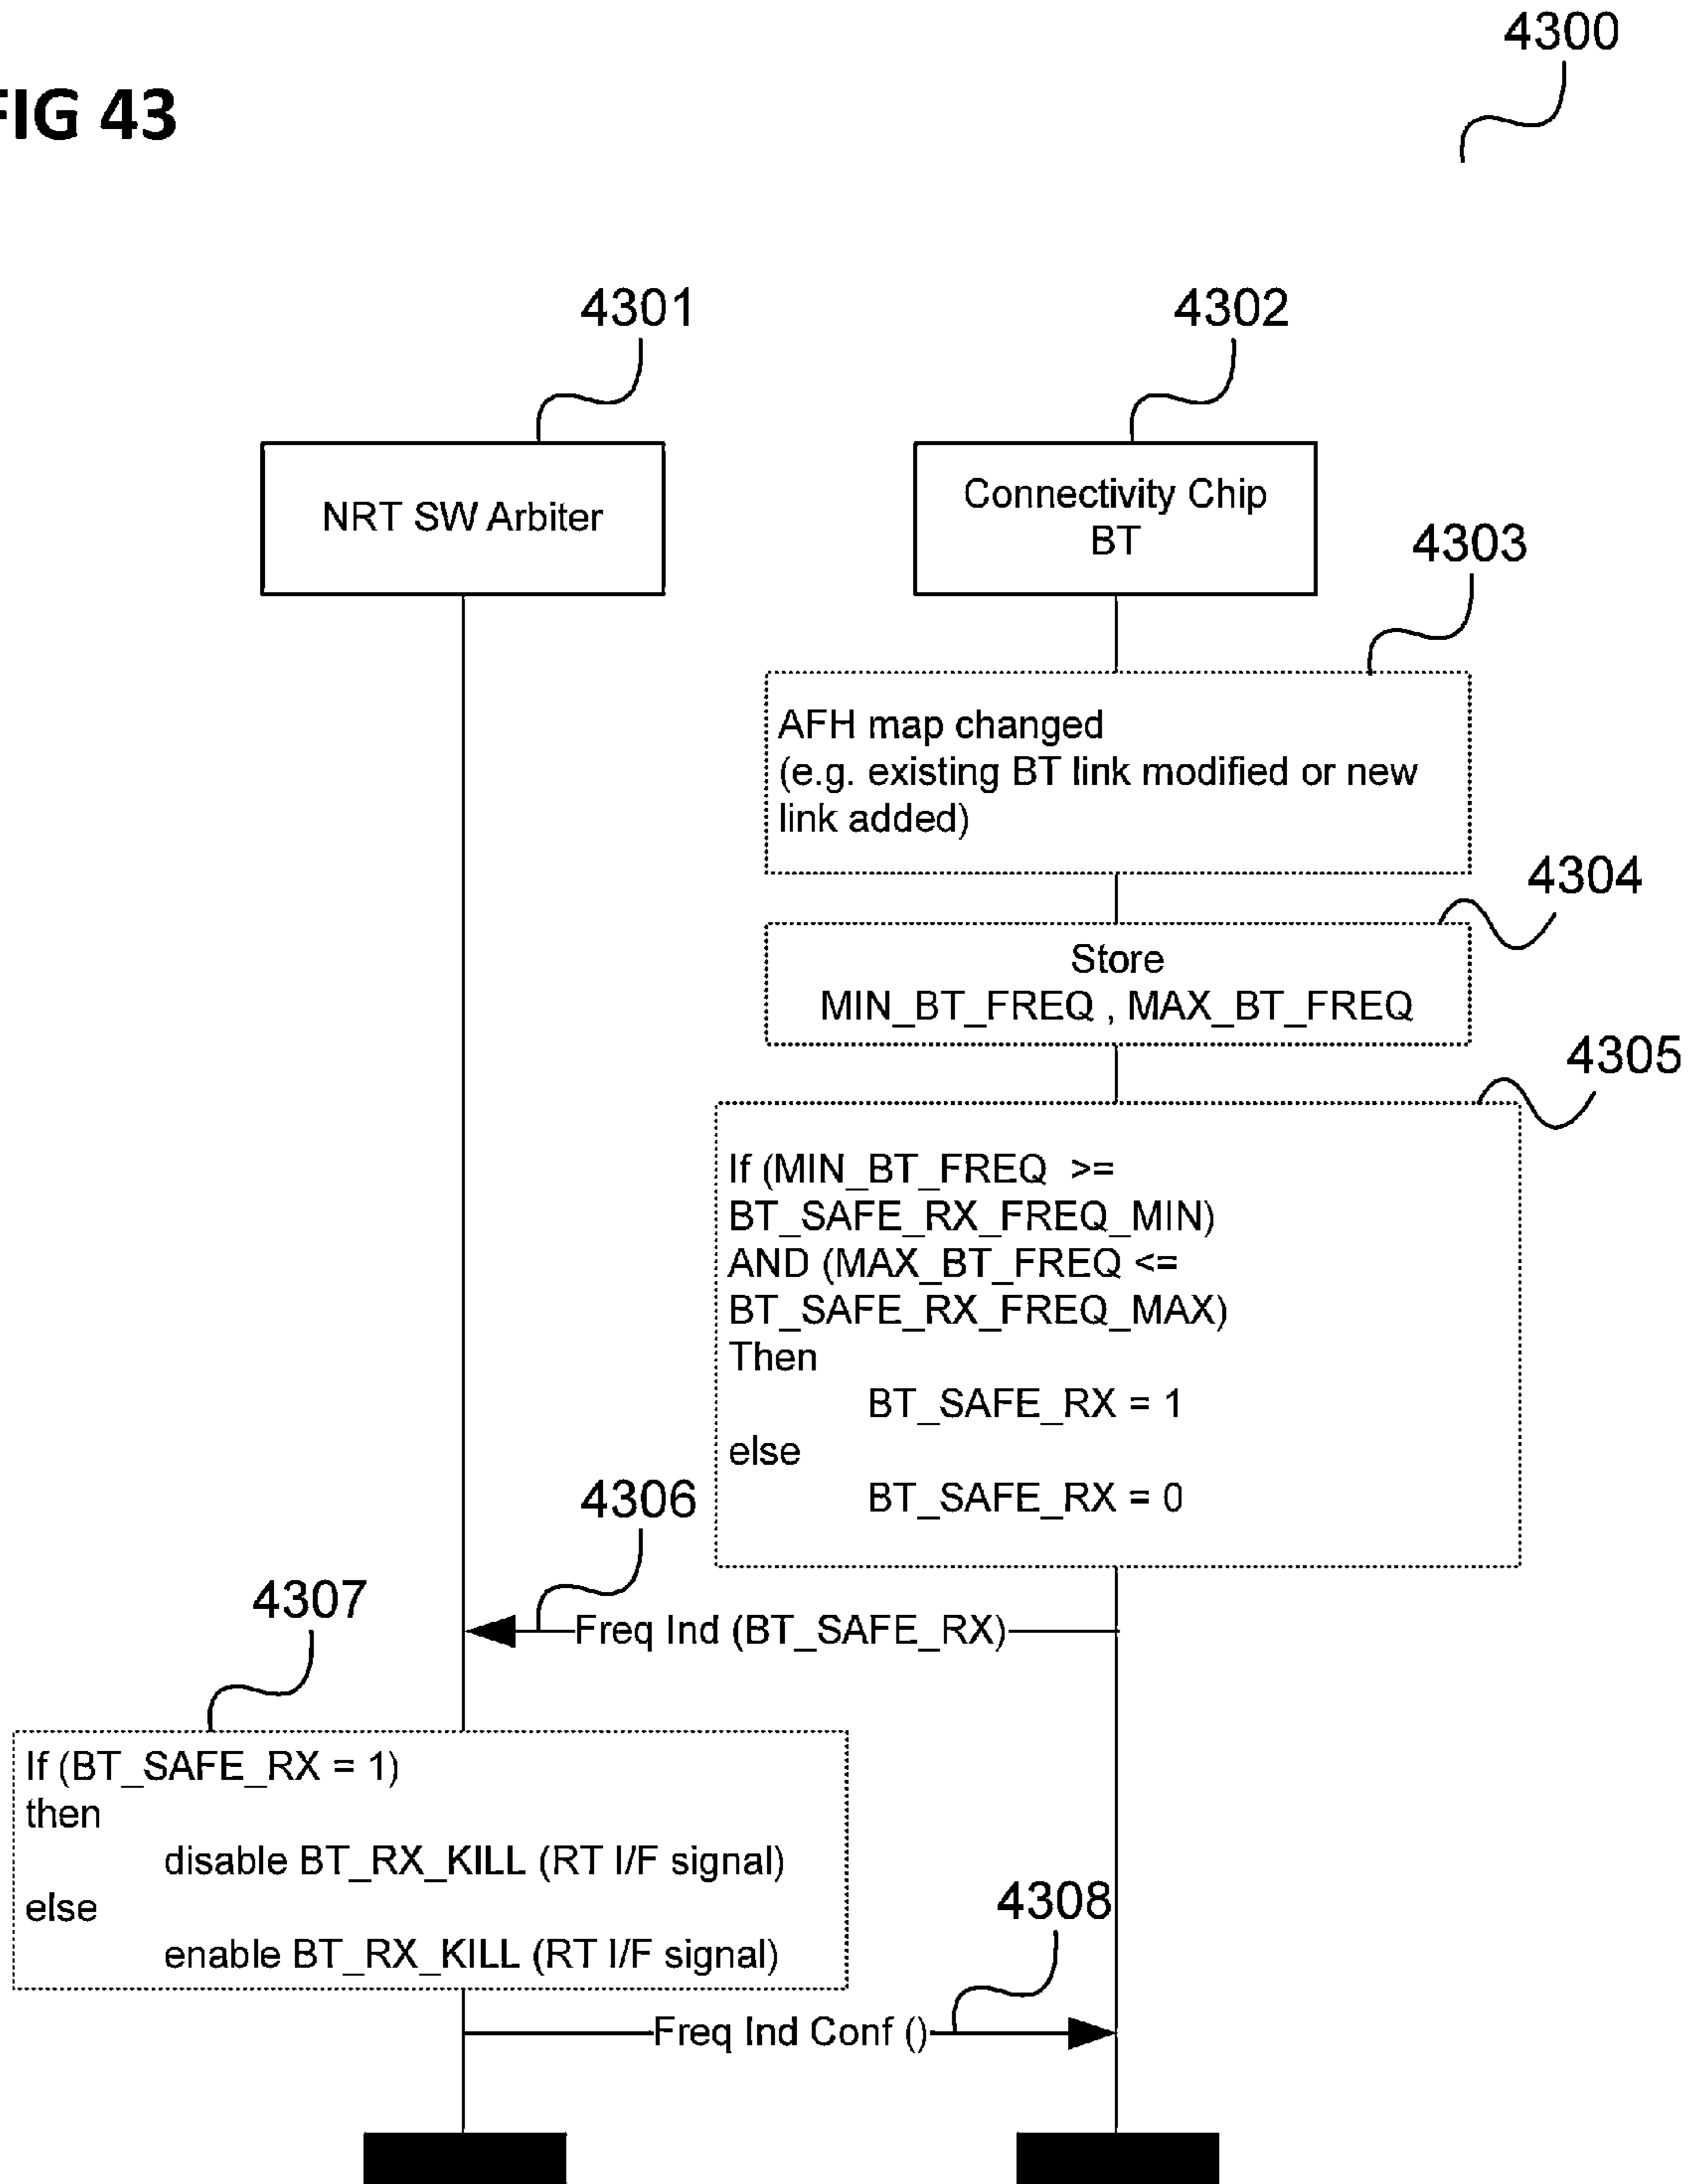 4300
FIG 43
4301
4302
NRT SW Arbiter
Connectivity Chip
BT
4303
AFH map changed
(e.g. existing BT link modified or new
link added)
4304
Store
MIN_BT_FREQ , MAX_BT_FREQ
4305
If (MIN_BT_FREQ >=
BT_SAFE_RX_FREQ_MIN)
AND (MAX_BT_FREQ <=
BT_SAFE_RX_FREQ_MAX)
Then
BT_SAFE_RX = 1
else
BT_SAFE_RX = 0
4306
Freq Ind (BT_SAFE_RX)
4307
If (BT_SAFE_RX = 1)
then
disable BT_RX_KILL (RT I/F signal)
else
enable BT_RX_KILL (RT I/F signal)
4308
Freq Ind Conf ()